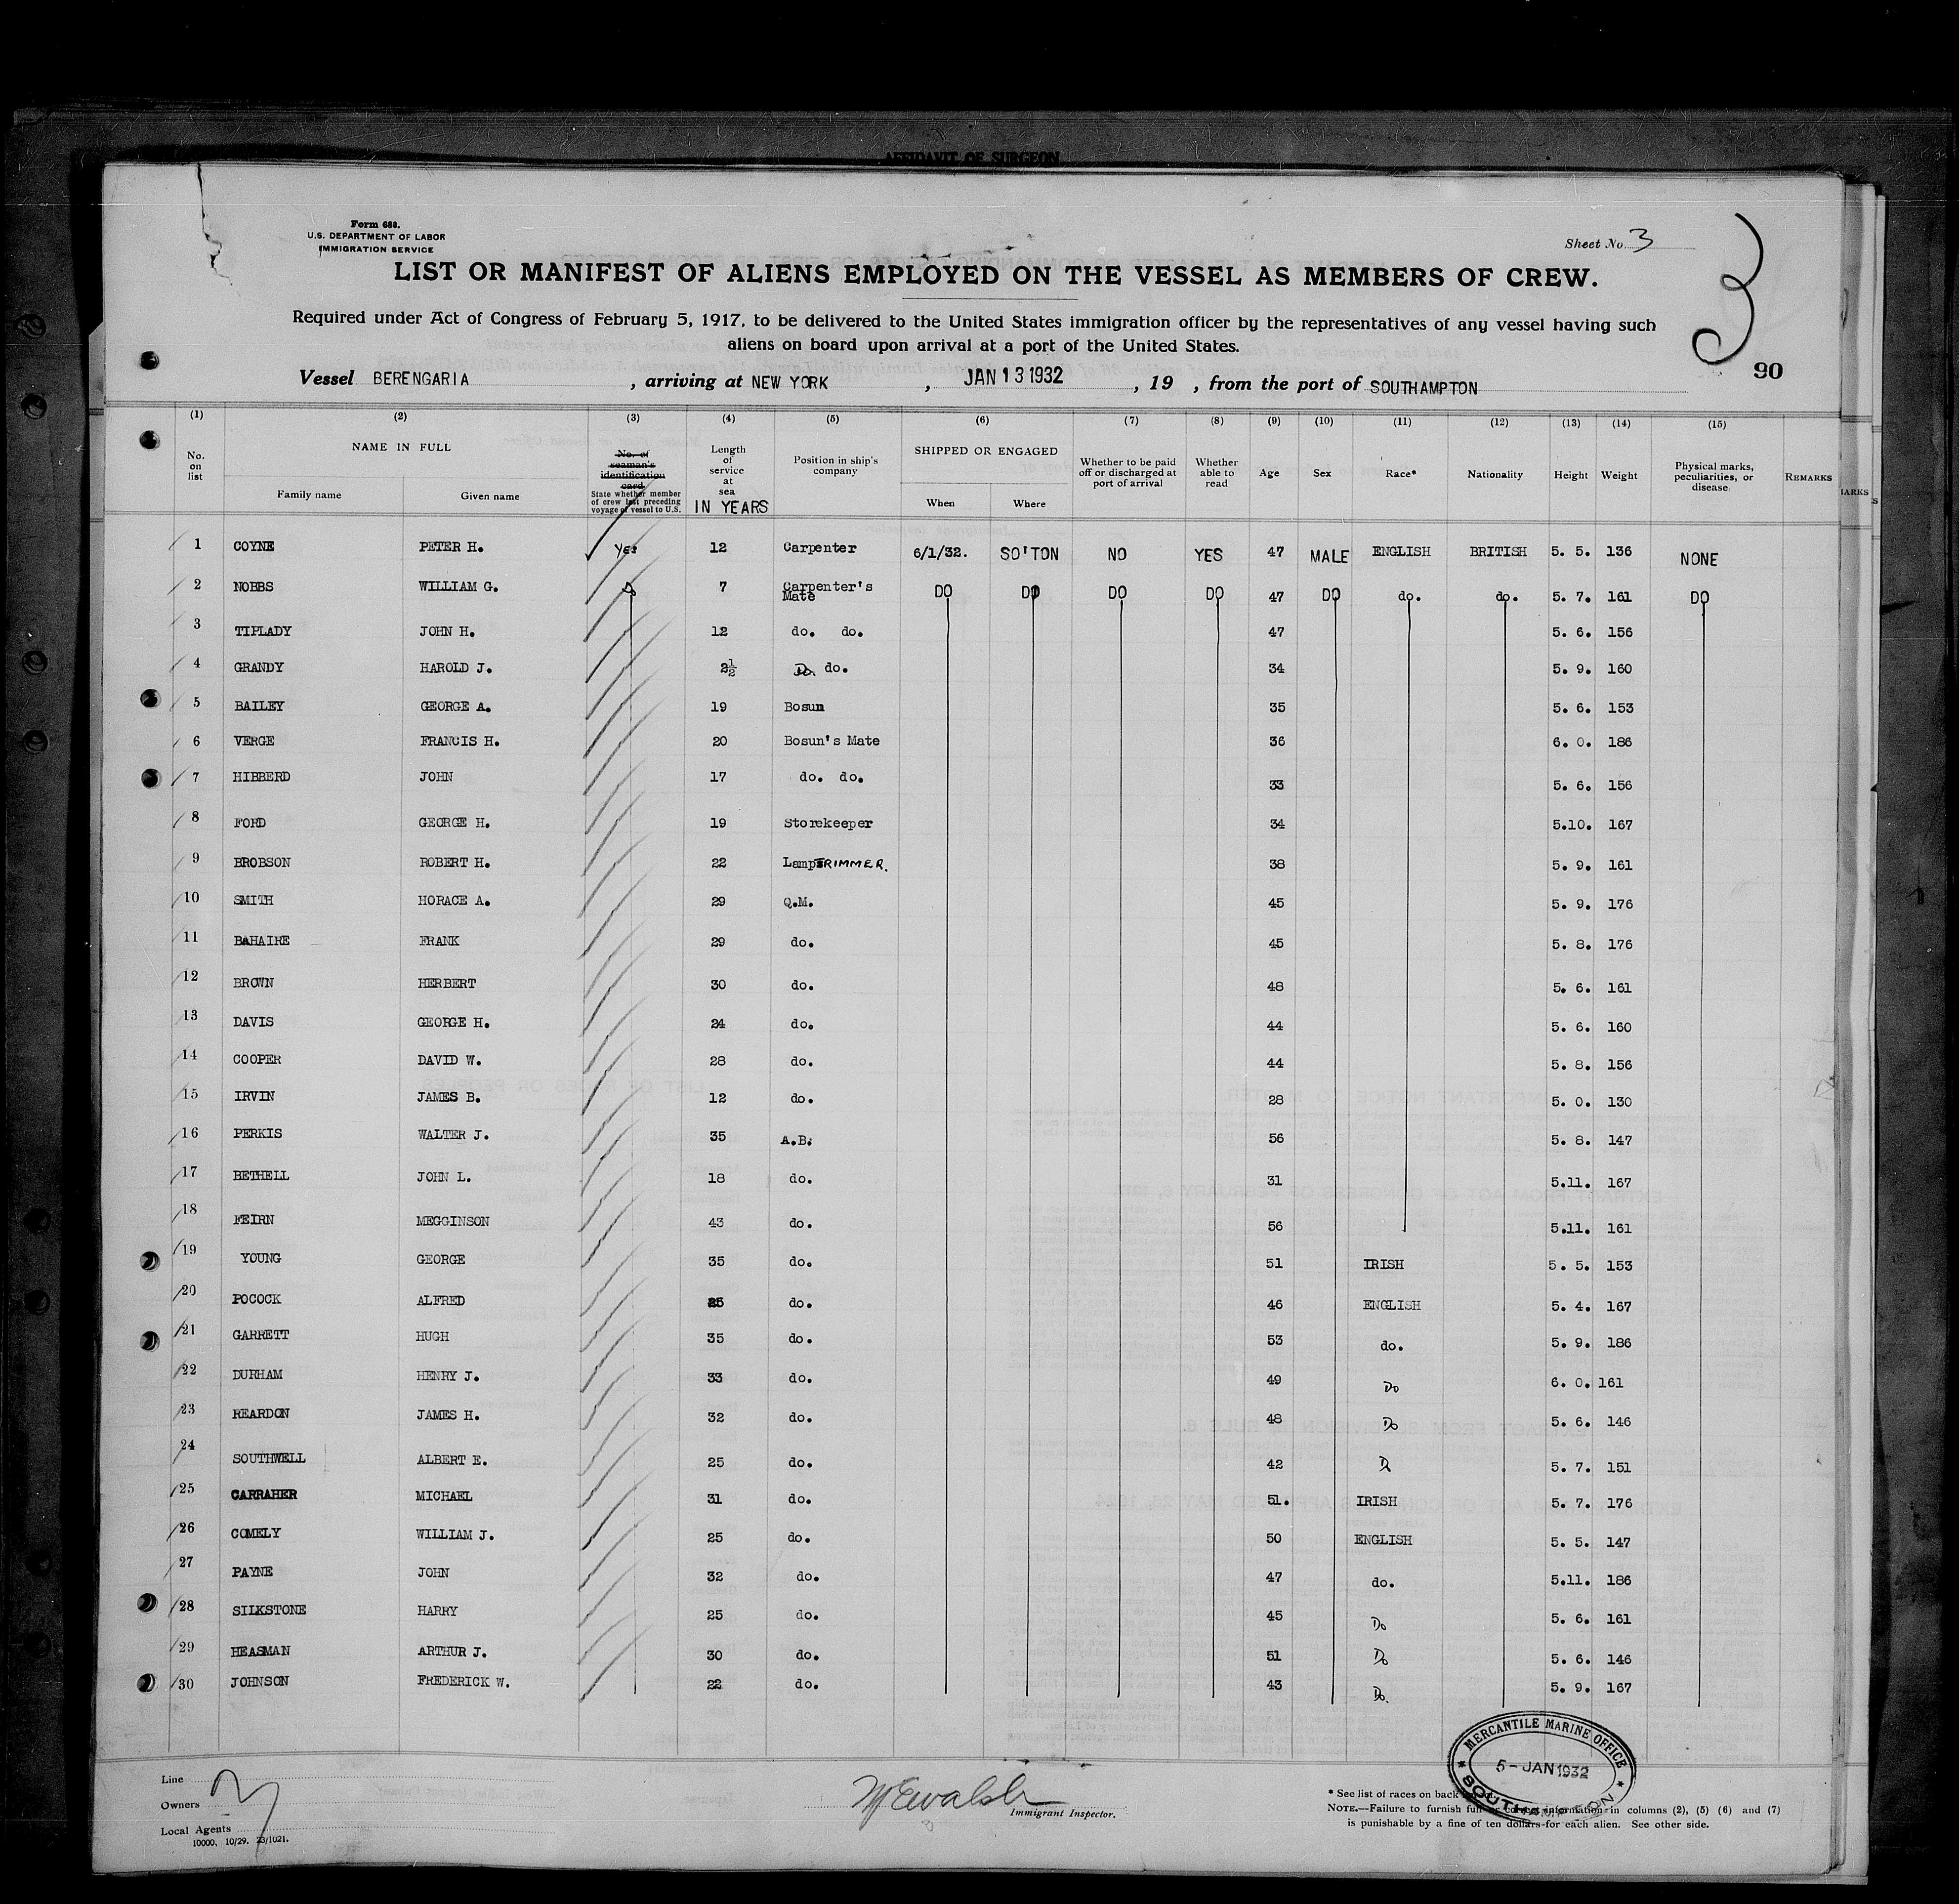 AFFIDAVIT OF SURGEON
Form 680.
U.S. DEPARTMENT OF LABOR
IMMIGRATION SERVICE
Sheet No. 3
3
LIST OR MANIFEST OF ALIENS EMPLOYED ON THE VESSEL AS MEMBERS OF CREW.
Required under Act of Congress of February 5, 1917, to be delivered to the United States immigration officer by the representatives of any vessel having such
aliens on board upon arrival at a port of the United States.
90
Vessel BERENGARIA, arriving at NEW YORK, JAN 13 1932, 19 , from the port of SOUTHAMPTON
(1) (2) (3) (4) (5) (6) (7) (8) (9) (10) (11) (12) (13) (14) (15)
No. on list NAME IN FULL Family name Given name No. of seaman's identification card State whether member of crew last preceding voyage of vessel to U.S. Length of service at sea IN YEARS Position in ship's company SHIPPED OR ENGAGED When Where Whether to be paid off or discharged at port of arrival Whether able to read Age Sex Race* Nationality Height Weight Physical marks, peculiarities, or disease REMARKS
1 COYNE PETER H. Yes 12 Carpenter 6/1/32. SO'TON NO YES 47 MALE ENGLISH BRITISH 5. 5. 136 NONE
2 NOBBS WILLIAM G. Do 7 Carpenter's Mate DO DO DO DO 47 DO do. do. 5. 7. 161 DO
3 TIPLADY JOHN H. 12 do. do. 47 5. 6. 156
4 GRANDY HAROLD J. 2½ Do. do. 34 5. 9. 160
5 BAILEY GEORGE A. 19 Bosun 35 5. 6. 153
6 VERGE FRANCIS H. 20 Bosun's Mate 36 6. 0. 186
7 HIBBERD JOHN 17 do. do. 33 5. 6. 156
8 FORD GEORGE H. 19 Storekeeper 34 5.10. 167
9 BROBSON ROBERT H. 22 LampTRIMMER. 38 5. 9. 161
10 SMITH HORACE A. 29 Q.M. 45 5. 9. 176
11 BAHAIRE FRANK 29 do. 45 5. 8. 176
12 BROWN HERBERT 30 do. 48 5. 6. 161
13 DAVIS GEORGE H. 24 do. 44 5. 6. 160
14 COOPER DAVID W. 28 do. 44 5. 8. 156
15 IRVIN JAMES B. 12 do. 28 5. 0. 130
16 PERKIS WALTER J. 35 A.B. 56 5. 8. 147
17 BETHELL JOHN L. 18 do. 31 5.11. 167
18 FEIRN MEGGINSON 43 do. 56 5.11. 161
19 YOUNG GEORGE 35 do. 51 IRISH 5. 5. 153
20 POCOCK ALFRED 25 do. 46 ENGLISH 5. 4. 167
21 GARRETT HUGH 35 do. 53 do. 5. 9. 186
22 DURHAM HENRY J. 33 do. 49 Do 6. 0. 161
23 REARDON JAMES H. 32 do. 48 Do 5. 6. 146
24 SOUTHWELL ALBERT E. 25 do. 42 Do 5. 7. 151
25 CARRAHER MICHAEL 31 do. 51. IRISH 5. 7. 176
26 COMELY WILLIAM J. 25 do. 50 ENGLISH 5. 5. 147
27 PAYNE JOHN 32 do. 47 do. 5.11. 186
28 SILKSTONE HARRY 25 do. 45 Do 5. 6. 161
29 HEASMAN ARTHUR J. 30 do. 51 Do 5. 6. 146
30 JOHNSON FREDERICK W. 22 do. 43 Do. 5. 9. 167
MERCANTILE MARINE OFFICE
5 - JAN 1932
SOUTHAMPTON
Line
Owners
Local Agents
10000, 10/29. 23/1021.
Immigrant Inspector.
* See list of races on back
NOTE.—Failure to furnish full or correct information in columns (2), (5) (6) and (7)
is punishable by a fine of ten dollars for each alien. See other side.